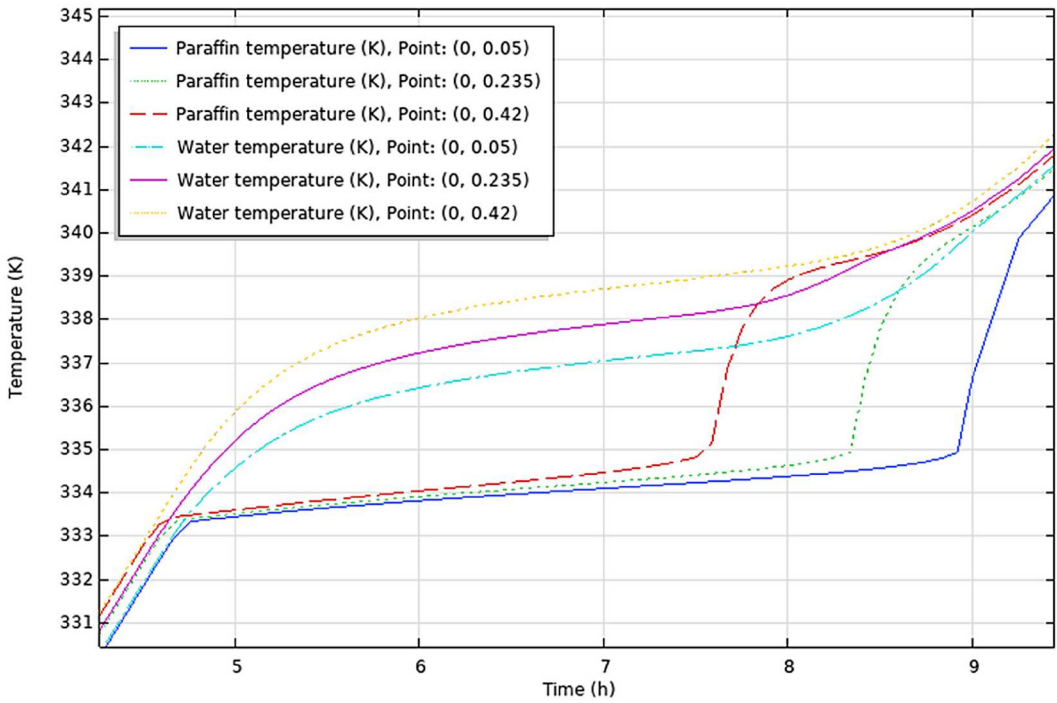 345
344
343
342
341
340
339
338
337
336
335
334
333
332
331
Temperature (K)
Paraffin temperature (K), Point: (0, 0.05)
Paraffin temperature (K), Point: (0, 0.235)
Paraffin temperature (K), Point: (0, 0.42)
Water temperature (K), Point: (0, 0.05)
Water temperature (K), Point: (0, 0.235)
Water temperature (K), Point: (0, 0.42)
5 6 7 8 9
Time (h)